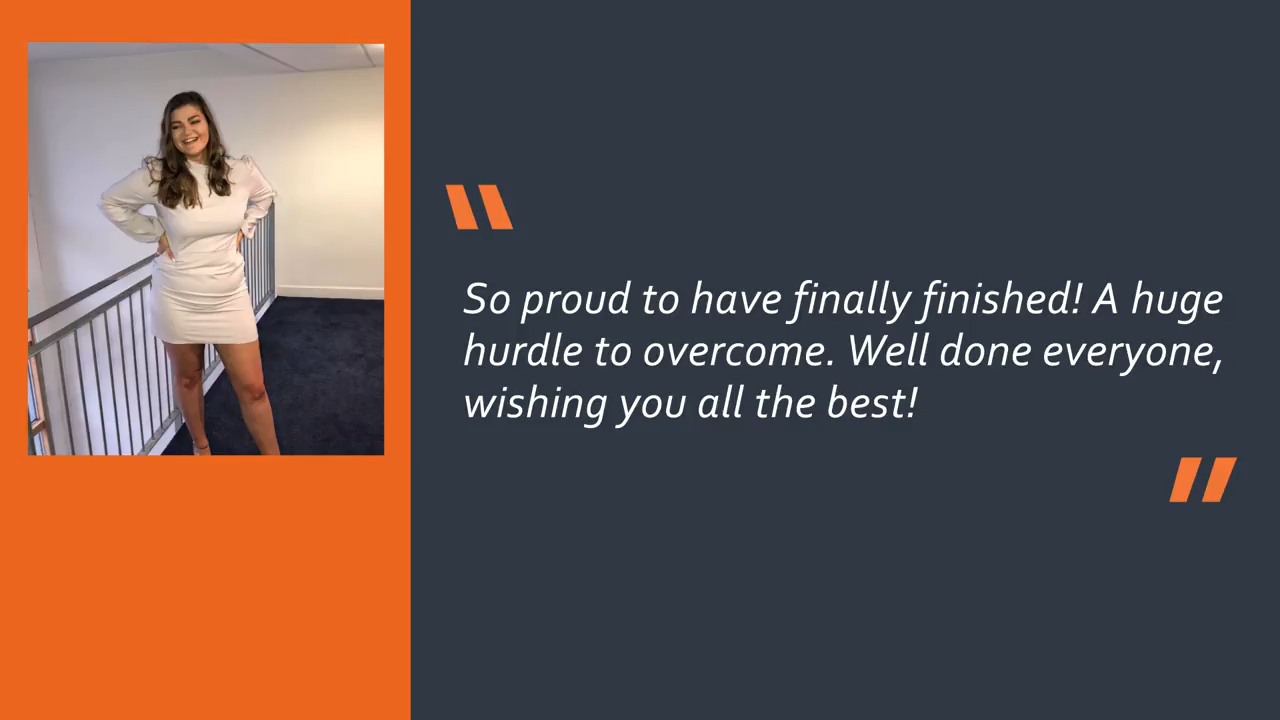 So proud to have finally finished! A huge
hurdle to overcome. Well done everyone,
wishing you all the best!